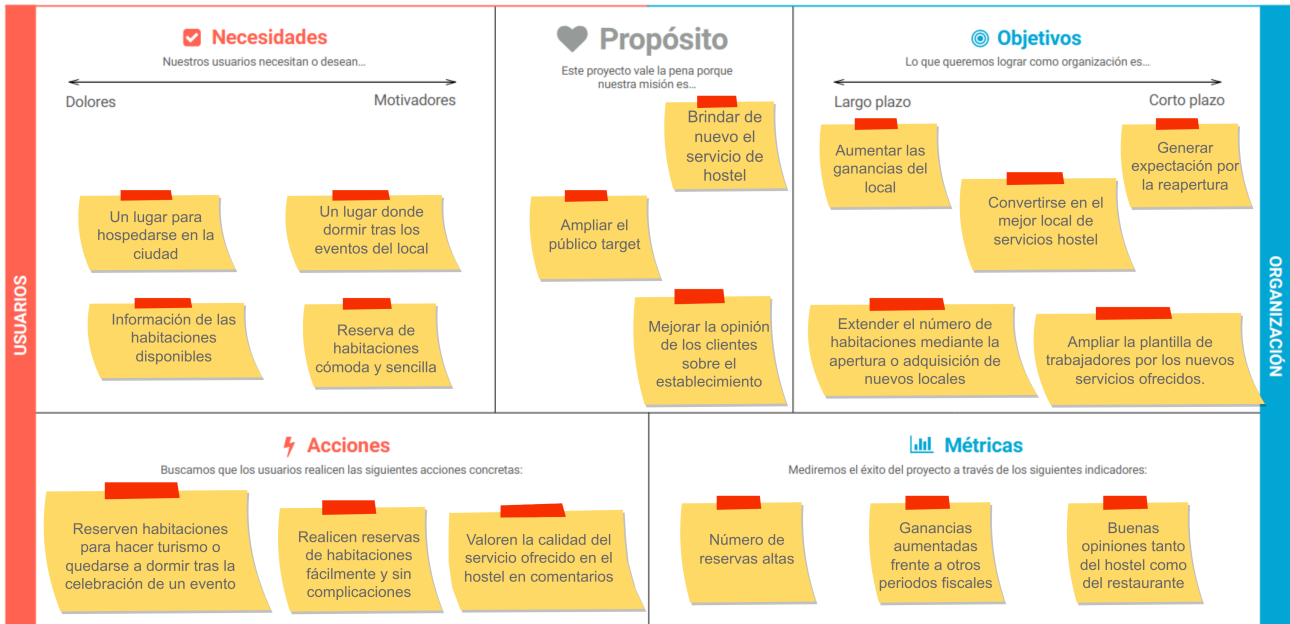 Necesidades
Nuestros usuarios necesitan o desean...
Dolores
Motivadores
Un lugar para
hospedarse en la
ciudad
Un lugar donde
dormir tras los
eventos del local
Información de las
habitaciones
disponibles
Reserva de
habitaciones
cómoda y sencilla
Propósito
Este proyecto vale la pena porque
nuestra misión es...
Brindar de
nuevo el
servicio de
hostel
Ampliar el
público target
Mejorar la opinión
de los clientes
sobre el
establecimiento
Objetivos
Lo que queremos lograr como organización es...
Largo plazo
Corto plazo
Aumentar las
ganancias del
local
Convertirse en el
mejor local de
servicios hostel
Generar
expectación por
la reapertura
Extender el número de
habitaciones mediante la
apertura o adquisición de
nuevos locales
Ampliar la plantilla de
trabajadores por los nuevos
servicios ofrecidos.
USUARIOS
ORGANIZACIÓN
Acciones
Buscamos que los usuarios realicen las siguientes acciones concretas:
Reserven habitaciones
para hacer turismo o
quedarse a dormir tras la
celebración de un evento
Realicen reservas
de habitaciones
fácilmente y sin
complicaciones
Valoren la calidad del
servicio ofrecido en el
hostel en comentarios
Métricas
Mediremos el éxito del proyecto a través de los siguientes indicadores:
Número de
reservas altas
Ganancias
aumentadas
frente a otros
periodos fiscales
Buenas
opiniones tanto
del hostel como
del restaurante